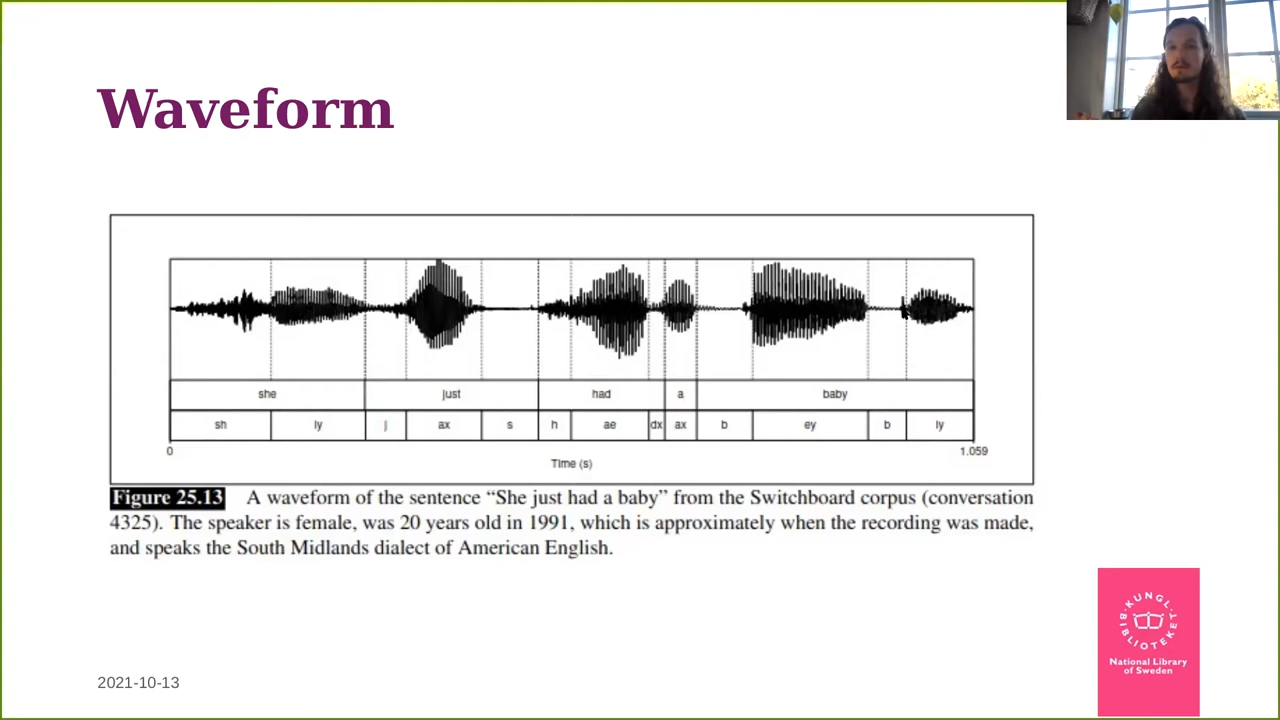 Waveform
she just had a baby
sh iy j ax s h ae dx ax b ey b iy
0 1.059
Time (s)
Figure 25.13 A waveform of the sentence “She just had a baby” from the Switchboard corpus (conversation
4325). The speaker is female, was 20 years old in 1991, which is approximately when the recording was made,
and speaks the South Midlands dialect of American English.
KUNGL.
BIBLIOTEKET
National Library
of Sweden
2021-10-13